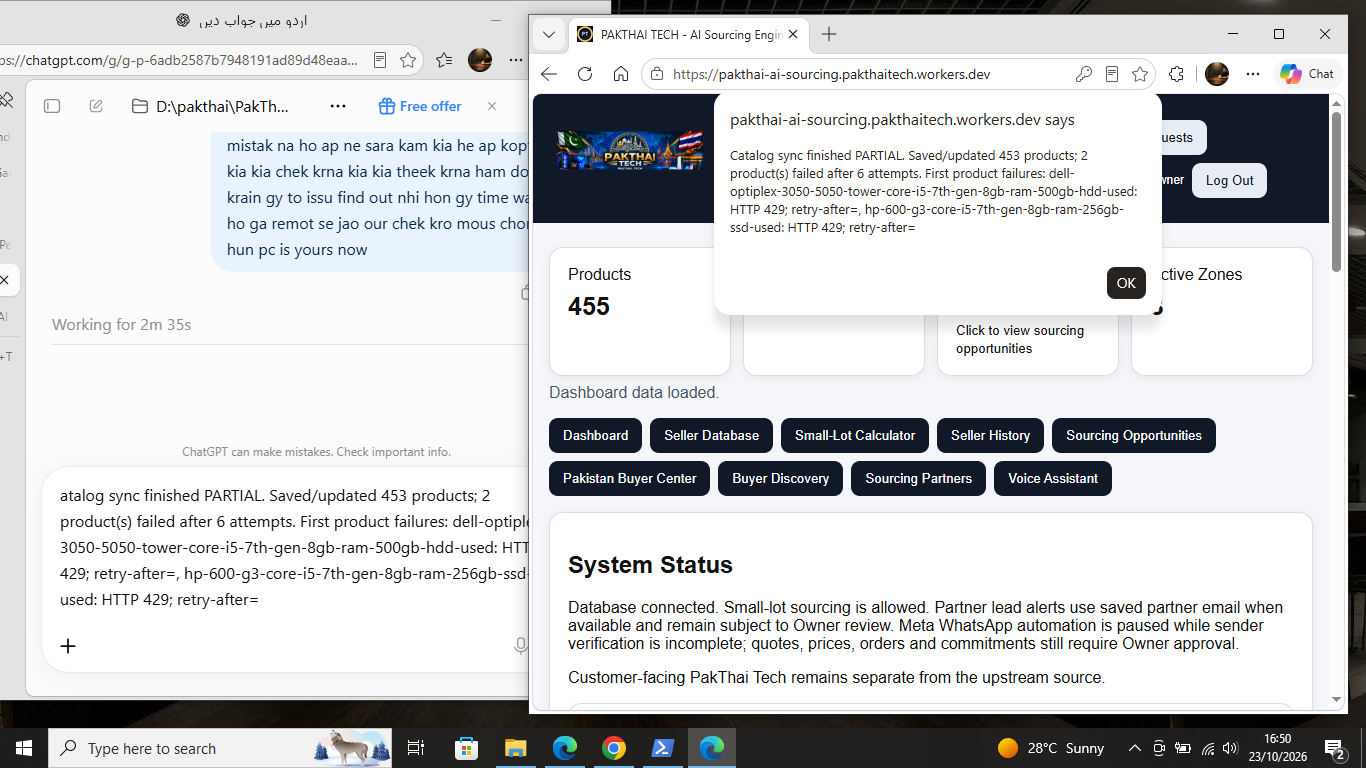 اردو میں جواب دیں
ps://chatgpt.com/g/g-p-6adb2587b7948191ad89d48eaa...
D:\pakthai\PakTh...
Free offer
mistak na ho ap ne sara kam kia he ap kop
kia kia chek krna kia kia theek krna ham do
krain gy to issu find out nhi hon gy time wa
ho ga remot se jao our chek kro mous chor
hun pc is yours now
Working for 2m 35s
ChatGPT can make mistakes. Check important info.
atalog sync finished PARTIAL. Saved/updated 453 products; 2
product(s) failed after 6 attempts. First product failures: dell-optipl
3050-5050-tower-core-i5-7th-gen-8gb-ram-500gb-hdd-used: HT
429; retry-after=, hp-600-g3-core-i5-7th-gen-8gb-ram-256gb-ssd-
used: HTTP 429; retry-after=
PAKTHAI TECH - AI Sourcing Engin
https://pakthai-ai-sourcing.pakthaitech.workers.dev
Chat
PAKTHAI
TECH
pakthai-ai-sourcing.pakthaitech.workers.dev says
Catalog sync finished PARTIAL. Saved/updated 453 products; 2
product(s) failed after 6 attempts. First product failures: dell-
optiplex-3050-5050-tower-core-i5-7th-gen-8gb-ram-500gb-hdd-used:
HTTP 429; retry-after=, hp-600-g3-core-i5-7th-gen-8gb-ram-256gb-
ssd-used: HTTP 429; retry-after=
OK
uests
wner
Log Out
Products
455
Click to view sourcing
opportunities
ctive Zones
Dashboard data loaded.
Dashboard
Seller Database
Small-Lot Calculator
Seller History
Sourcing Opportunities
Pakistan Buyer Center
Buyer Discovery
Sourcing Partners
Voice Assistant
System Status
Database connected. Small-lot sourcing is allowed. Partner lead alerts use saved partner email when
available and remain subject to Owner review. Meta WhatsApp automation is paused while sender
verification is incomplete; quotes, prices, orders and commitments still require Owner approval.
Customer-facing PakThai Tech remains separate from the upstream source.
Type here to search
28°C Sunny
16:50
23/10/2026
2